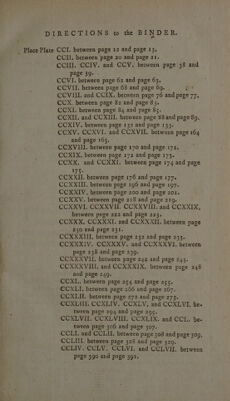 DIRECTIONS to the BINDER.
Place Plate CCI. between page 12 and page 13.
CCII. between page 20 and page 21.
CCIII. CCIV. and CCV. between page 38 and
page 39.
CCVI. between page 62 and page 63.
CCVII. between page 68 and page 69.
CCVIII. and CCIX. between page 76 and page 77.
CCX. between page 82 and page 83.
CCXI. between page 84 and page 85.
CCXII. and CCXIII. between page 88 and page 89.
CCXIV. between page 132 and page 133.
CCXV. CCXVI. and CCXVII. between page 164
and page 165.
CCXVIII. between page 170 and page 171.
CCXIX. between page 172 and page 173.
CCXX. and CCXXI. between page 174 and page
175.
CCXXII. between page 176 and page 177.
CCXXIII. between page 196 and page 197.
CCXXIV. between page 200 and page 201.
CCXXV. between page 218 and page 219.
CCXXVI. CCXXVII. CCXXVIII. and CCXXIX.
between page 222 and page 223.
CCXXX. CCXXXI. and CCXXXII. between page
230 and page 231.
CCXXXIII. between page 232 and page 233.
CCXXXIV. CCXXXV. and CCXXXVI. between
page 238 and page 239.
CCXXXVII. between page 242 and page 243.
CCXXXVIII. and CCXXXIX. between page 248
and page 249.
CCXL. between page 254 and page 255.
CCXLI. between page 266 and page 267.
CCXLII. between page 272 and page 273.
CCXLIII. CCXLIV. CCXLV. and CCXLVI. be-
tween page 294 and page 295.
CCXLVII. CCXLVIII. CCXLIX. and CCL. be-
tween page 306 and page 307.
CCLI. and CCLII. between page 308 and page 309.
CCLIII. between page 328 and page 329.
CCLIV. CCLV. CCLVI. and CCLVII. between
page 390 and page 391.